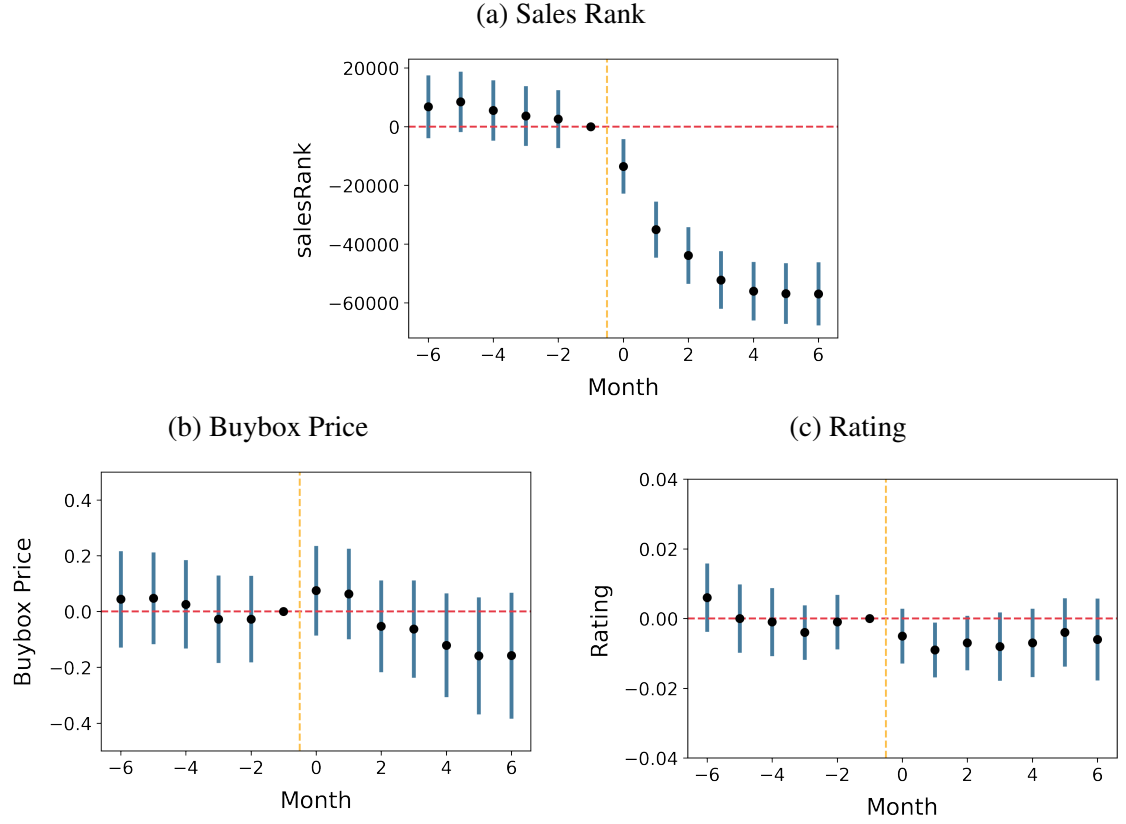 (a) Sales Rank
20000
0
−20000
−40000
−60000
salesRank
−6 −4 −2 0 2 4 6
Month
(b) Buybox Price
0.4
0.2
0.0
−0.2
−0.4
Buybox Price
−6 −4 −2 0 2 4 6
Month
(c) Rating
0.04
0.02
0.00
−0.02
−0.04
Rating
−6 −4 −2 0 2 4 6
Month